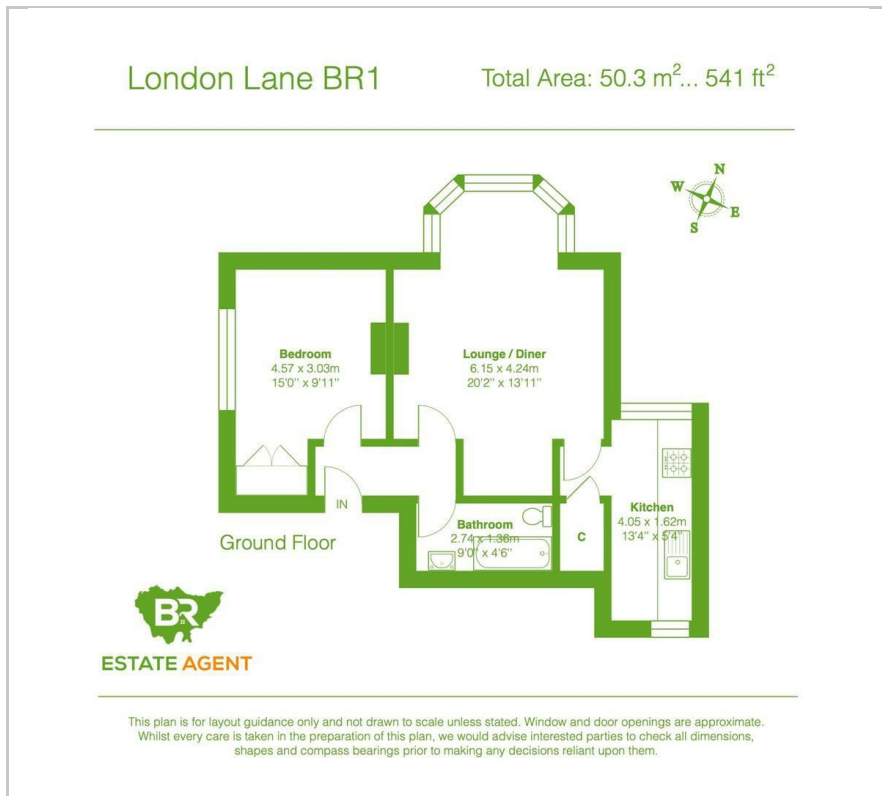 London Lane BR1
Total Area: 50.3 m²... 541 ft²
N
W
E
S
Bedroom
4.57 x 3.03m
15'0" x 9'11"
Lounge / Diner
6.15 x 4.24m
20'2" x 13'11"
IN
Ground Floor
Bathroom
2.74 x 1.36m
9'0" x 4'6"
C
Kitchen
4.05 x 1.62m
13'4" x 5'4"
BR
ESTATE AGENT
This plan is for layout guidance only and not drawn to scale unless stated. Window and door openings are approximate.
Whilst every care is taken in the preparation of this plan, we would advise interested parties to check all dimensions,
shapes and compass bearings prior to making any decisions reliant upon them.